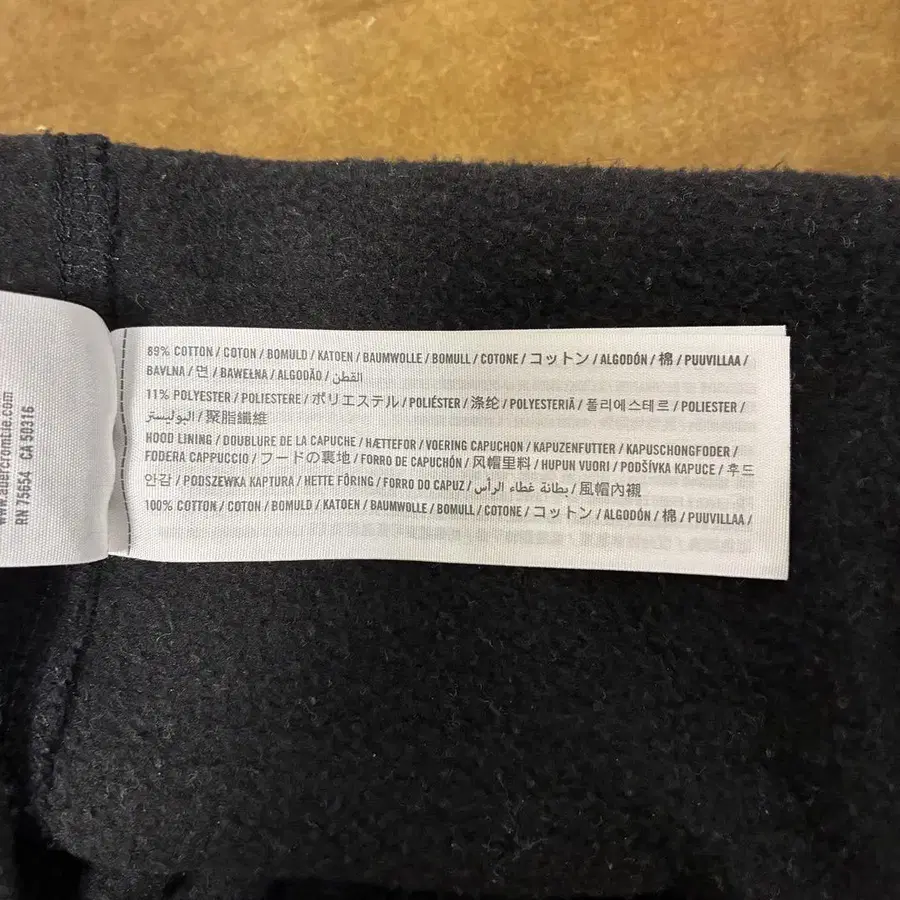 89% COTTON / COTON / BOMULD / KATOEN / BAUMWOLLE / BOMULL / COTONE / コットン / ALGODÓN / 棉 / PUUVILLAA /
BAVLNA / 면 / BAWEŁNA / ALGODÃO / القطن
11% POLYESTER / POLIESTERE / ポリエステル / POLIÉSTER / 涤纶 / POLYESTERIÄ / 폴리에스테르 / POLIESTER /
البوليستر / 聚脂纖維
HOOD LINING / DOUBLURE DE LA CAPUCHE / HÆTTEFOR / VOERING CAPUCHON / KAPUZENFUTTER / KAPUSCHONGFODER /
FODERA CAPPUCCIO / フードの裏地 / FORRO DE CAPUCHÓN / 风帽里料 / HUPUN VUORI / PODŠÍVKA KAPUCE / 후드
안감 / PODSZEWKA KAPTURA / HETTE FÔRING / FORRO DO CAPUZ / بطانة غطاء الرأس / 風帽內襯
100% COTTON / COTON / BOMULD / KATOEN / BAUMWOLLE / BOMULL / COTONE / コットン / ALGODÓN / 棉 / PUUVILLAA /
www.abercrombie.com
RN 75654 CA 50316